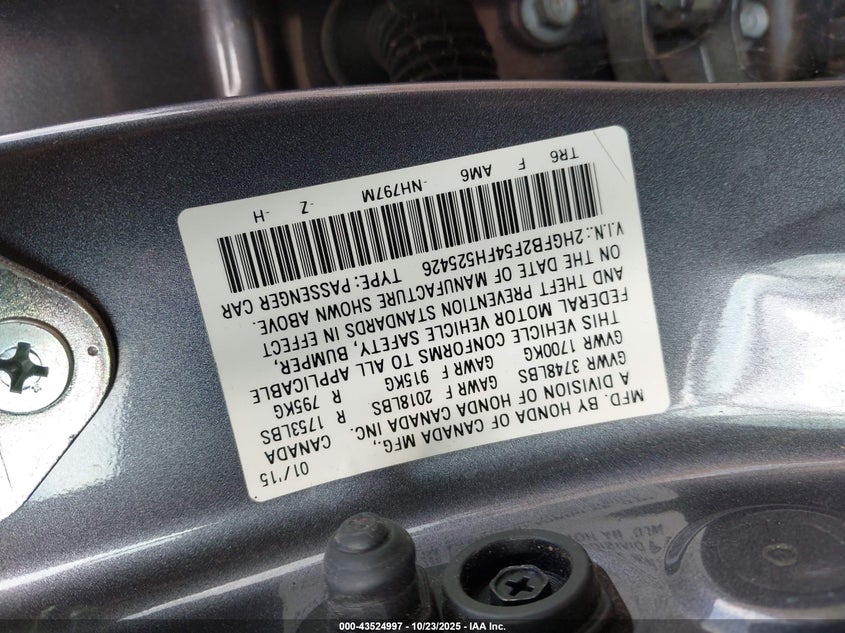 MFD. BY HONDA OF CANADA MFG., CANADA 01/'15
A DIVISION OF HONDA CANADA INC.
GVWR 3748LBS GAWR F 2018LBS R 1753LBS
GVWR 1700KG GAWR F 915KG R 795KG
THIS VEHICLE CONFORMS TO ALL APPLICABLE
FEDERAL MOTOR VEHICLE SAFETY, BUMPER,
AND THEFT PREVENTION STANDARDS IN EFFECT
ON THE DATE OF MANUFACTURE SHOWN ABOVE.
V.I.N.: 2HGFB2F54FH525426 TYPE: PASSENGER CAR
TR6 F AM6 -NH797M -Z -H
000-43524997 - 10/23/2025 - IAA Inc.